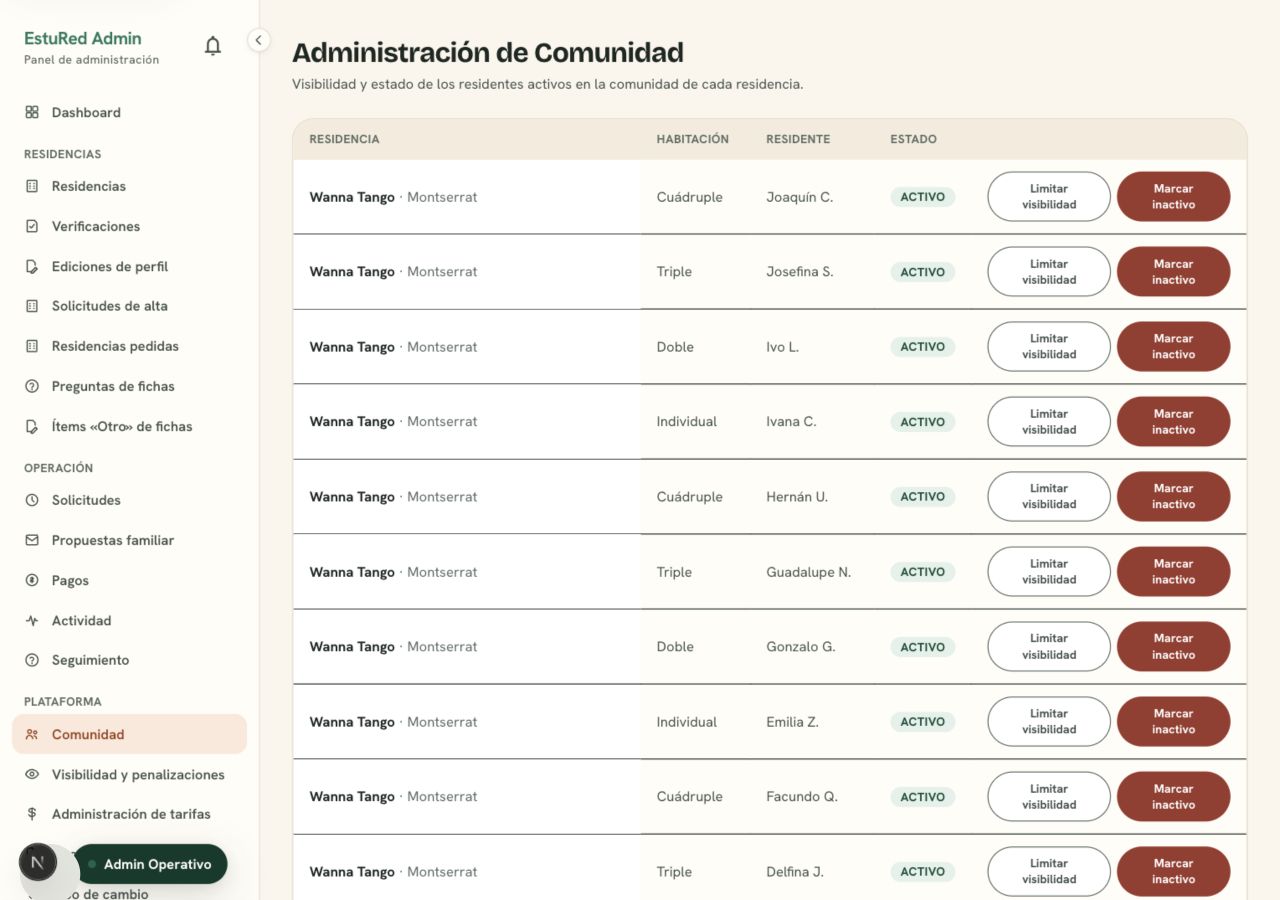 EstuRed Admin
Panel de administración
Dashboard
RESIDENCIAS
Residencias
Verificaciones
Ediciones de perfil
Solicitudes de alta
Residencias pedidas
Preguntas de fichas
Ítems «Otro» de fichas
OPERACIÓN
Solicitudes
Propuestas familiar
Pagos
Actividad
Seguimiento
PLATAFORMA
Comunidad
Visibilidad y penalizaciones
Administración de tarifas
N
Admin Operativo
de cambio
Administración de Comunidad
Visibilidad y estado de los residentes activos en la comunidad de cada residencia.
RESIDENCIA HABITACIÓN RESIDENTE ESTADO
Wanna Tango · Montserrat Cuádruple Joaquín C. ACTIVO Limitar visibilidad Marcar inactivo
Wanna Tango · Montserrat Triple Josefina S. ACTIVO Limitar visibilidad Marcar inactivo
Wanna Tango · Montserrat Doble Ivo L. ACTIVO Limitar visibilidad Marcar inactivo
Wanna Tango · Montserrat Individual Ivana C. ACTIVO Limitar visibilidad Marcar inactivo
Wanna Tango · Montserrat Cuádruple Hernán U. ACTIVO Limitar visibilidad Marcar inactivo
Wanna Tango · Montserrat Triple Guadalupe N. ACTIVO Limitar visibilidad Marcar inactivo
Wanna Tango · Montserrat Doble Gonzalo G. ACTIVO Limitar visibilidad Marcar inactivo
Wanna Tango · Montserrat Individual Emilia Z. ACTIVO Limitar visibilidad Marcar inactivo
Wanna Tango · Montserrat Cuádruple Facundo Q. ACTIVO Limitar visibilidad Marcar inactivo
Wanna Tango · Montserrat Triple Delfina J. ACTIVO Limitar visibilidad Marcar inactivo